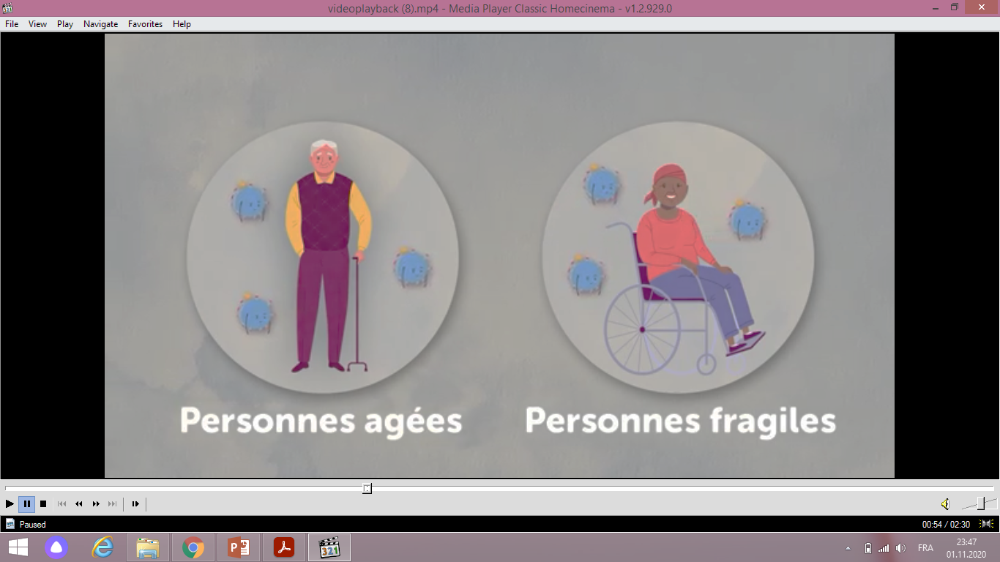 videoplayback (8).mp4 - Media Player Classic Homecinema - v1.2.929.0
File View Play Navigate Favorites Help
Personnes agées Personnes fragiles
Paused 00:54 / 02:30
321
FRA 23:47
01.11.2020